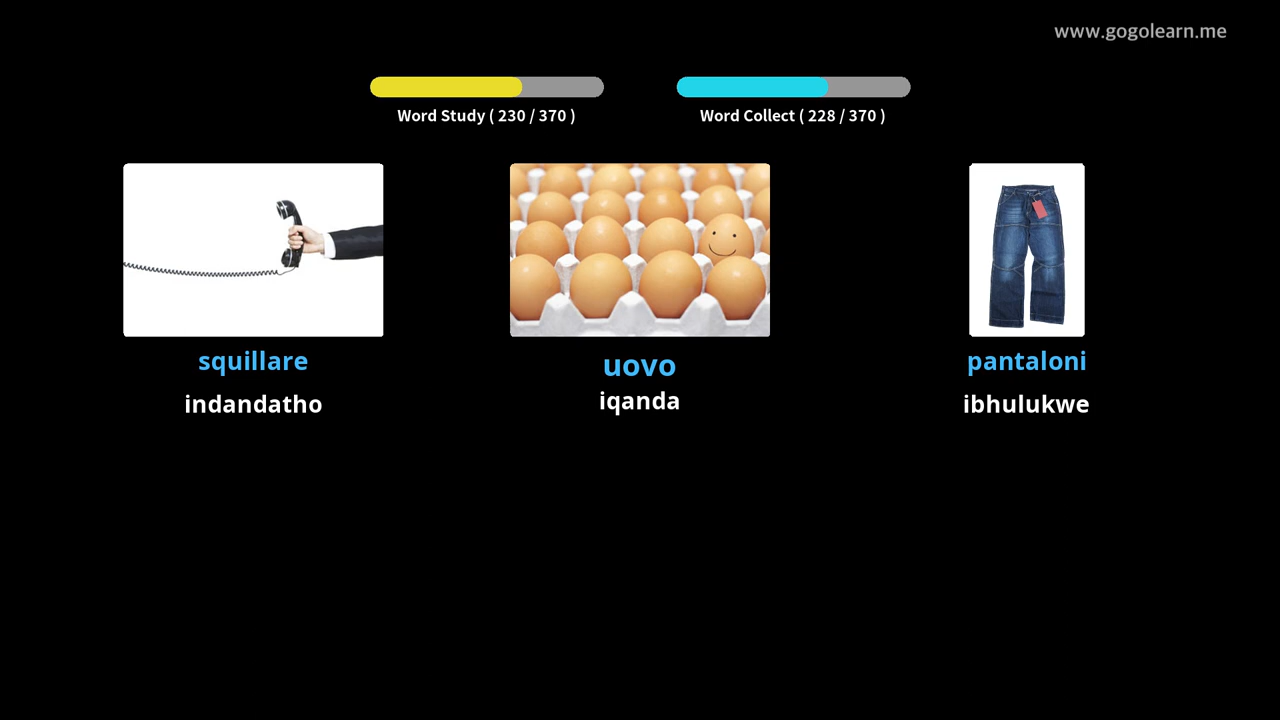 www.gogolearn.me
Word Study ( 230 / 370 )
Word Collect ( 228 / 370 )
squillare
indandatho
uovo
iqanda
pantaloni
ibhulukwe